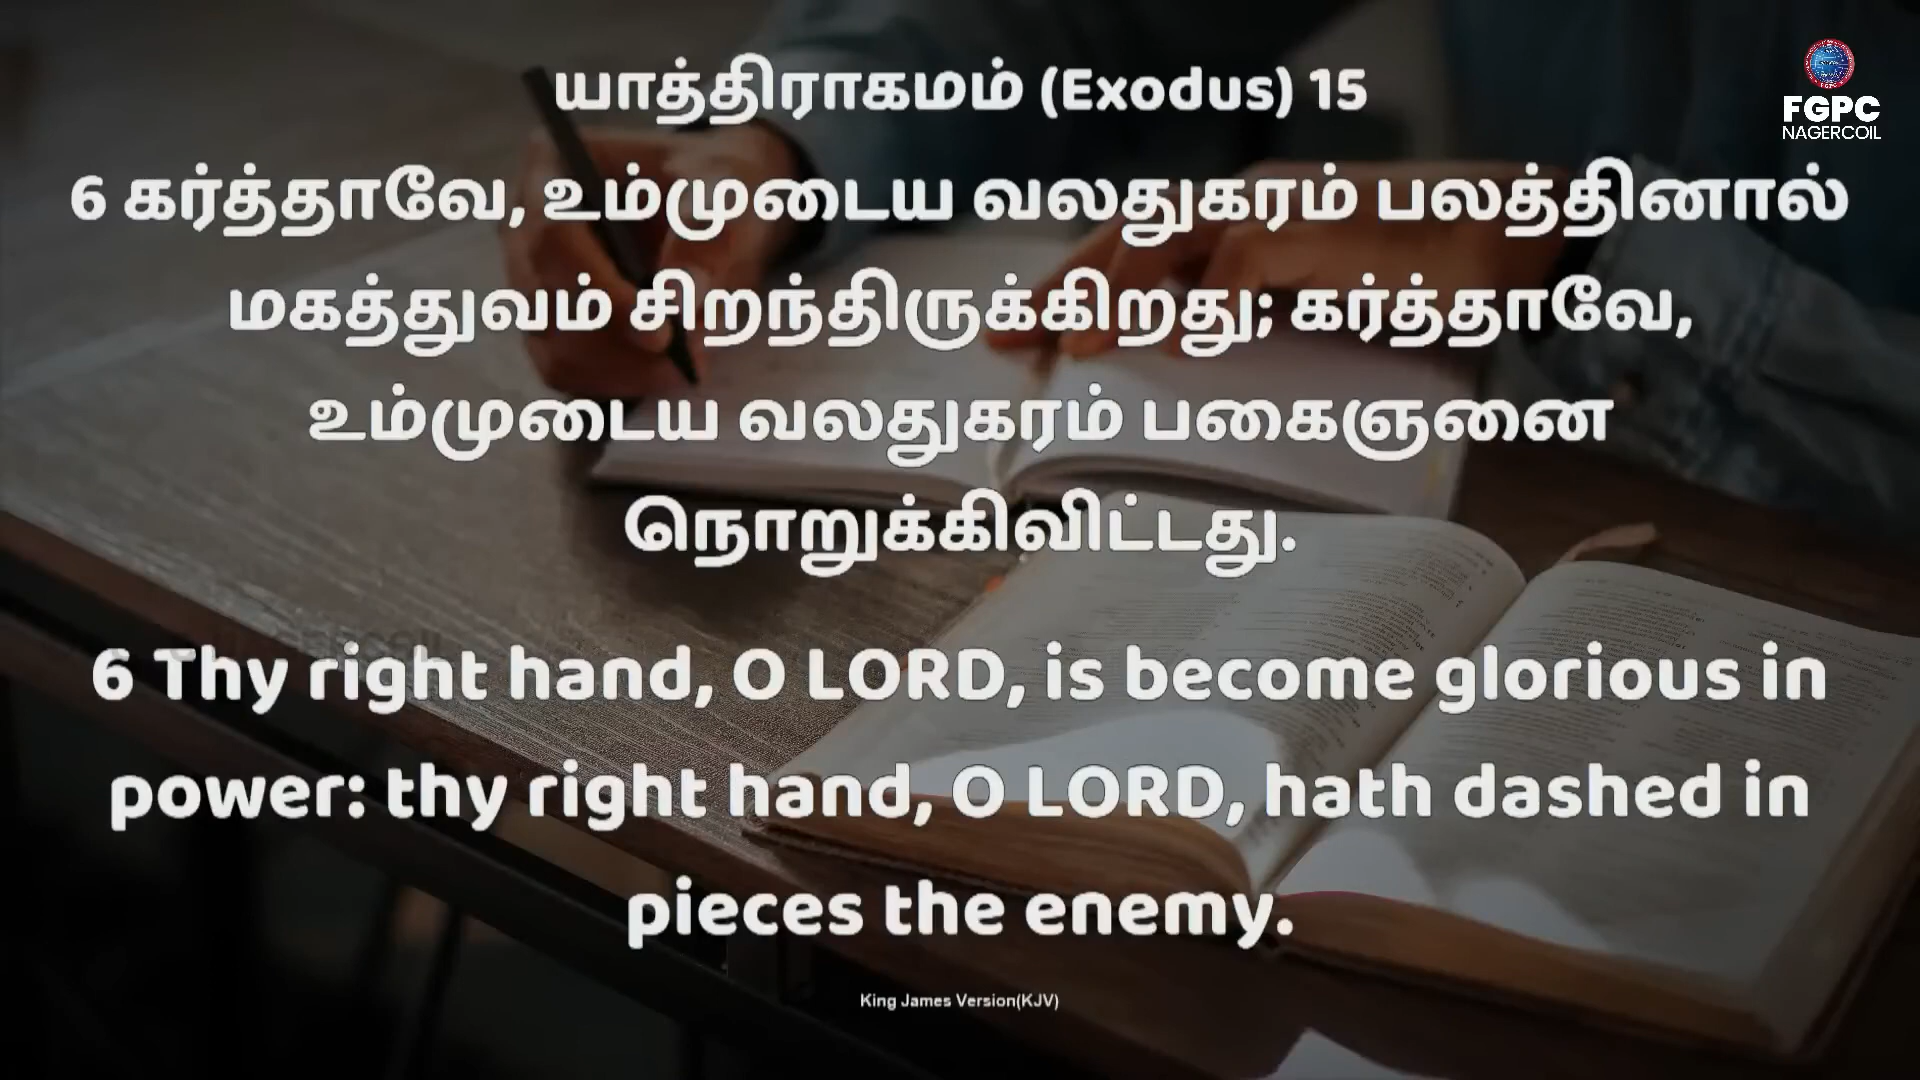 யாத்திராகமம் (Exodus) 15
FGPC
NAGERCOIL
6 கர்த்தாவே, உம்முடைய வலதுகரம் பலத்தினால்
மகத்துவம் சிறந்திருக்கிறது; கர்த்தாவே,
உம்முடைய வலதுகரம் பகைஞனை
நொறுக்கிவிட்டது.
6 Thy right hand, O LORD, is become glorious in
power: thy right hand, O LORD, hath dashed in
pieces the enemy.
King James Version(KJV)